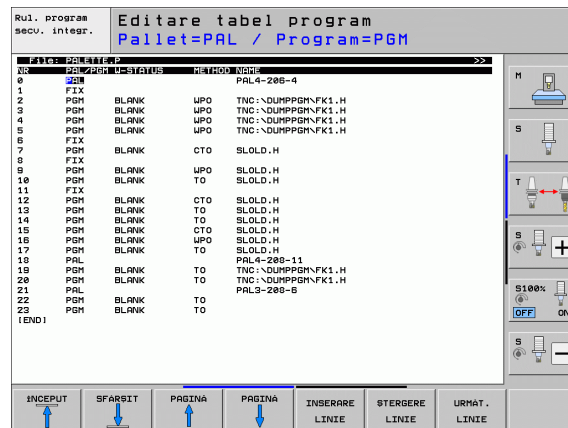 Rul. program
secv. integr.
Editare tabel program
Pallet=PAL / Program=PGM
File: PALETTE.P >>
NR PAL/PGM W-STATUS METHOD NAME
0 PAL PAL4-206-4
1 FIX
2 PGM BLANK WPO TNC:\DUMPPGM\FK1.H
3 PGM BLANK WPO TNC:\DUMPPGM\FK1.H
4 PGM BLANK WPO TNC:\DUMPPGM\FK1.H
5 PGM BLANK WPO TNC:\DUMPPGM\FK1.H
6 FIX
7 PGM BLANK CTO SLOLD.H
8 FIX
9 PGM BLANK WPO SLOLD.H
10 PGM BLANK TO SLOLD.H
11 FIX
12 PGM BLANK CTO SLOLD.H
13 PGM BLANK TO SLOLD.H
14 PGM BLANK TO SLOLD.H
15 PGM BLANK CTO SLOLD.H
16 PGM BLANK WPO SLOLD.H
17 PGM BLANK TO SLOLD.H
18 PAL PAL4-208-11
19 PGM BLANK TO TNC:\DUMPPGM\FK1.H
20 PGM BLANK TO TNC:\DUMPPGM\FK1.H
21 PAL PAL3-208-6
22 PGM BLANK TO
23 PGM BLANK TO
[END]
M
S
T
S
+
S100%
OFF ON
S
-
ÎNCEPUT
SFÂRŞIT
PAGINĂ
PAGINĂ
INSERARE
LINIE
ŞTERGERE
LINIE
URMĂT.
LINIE